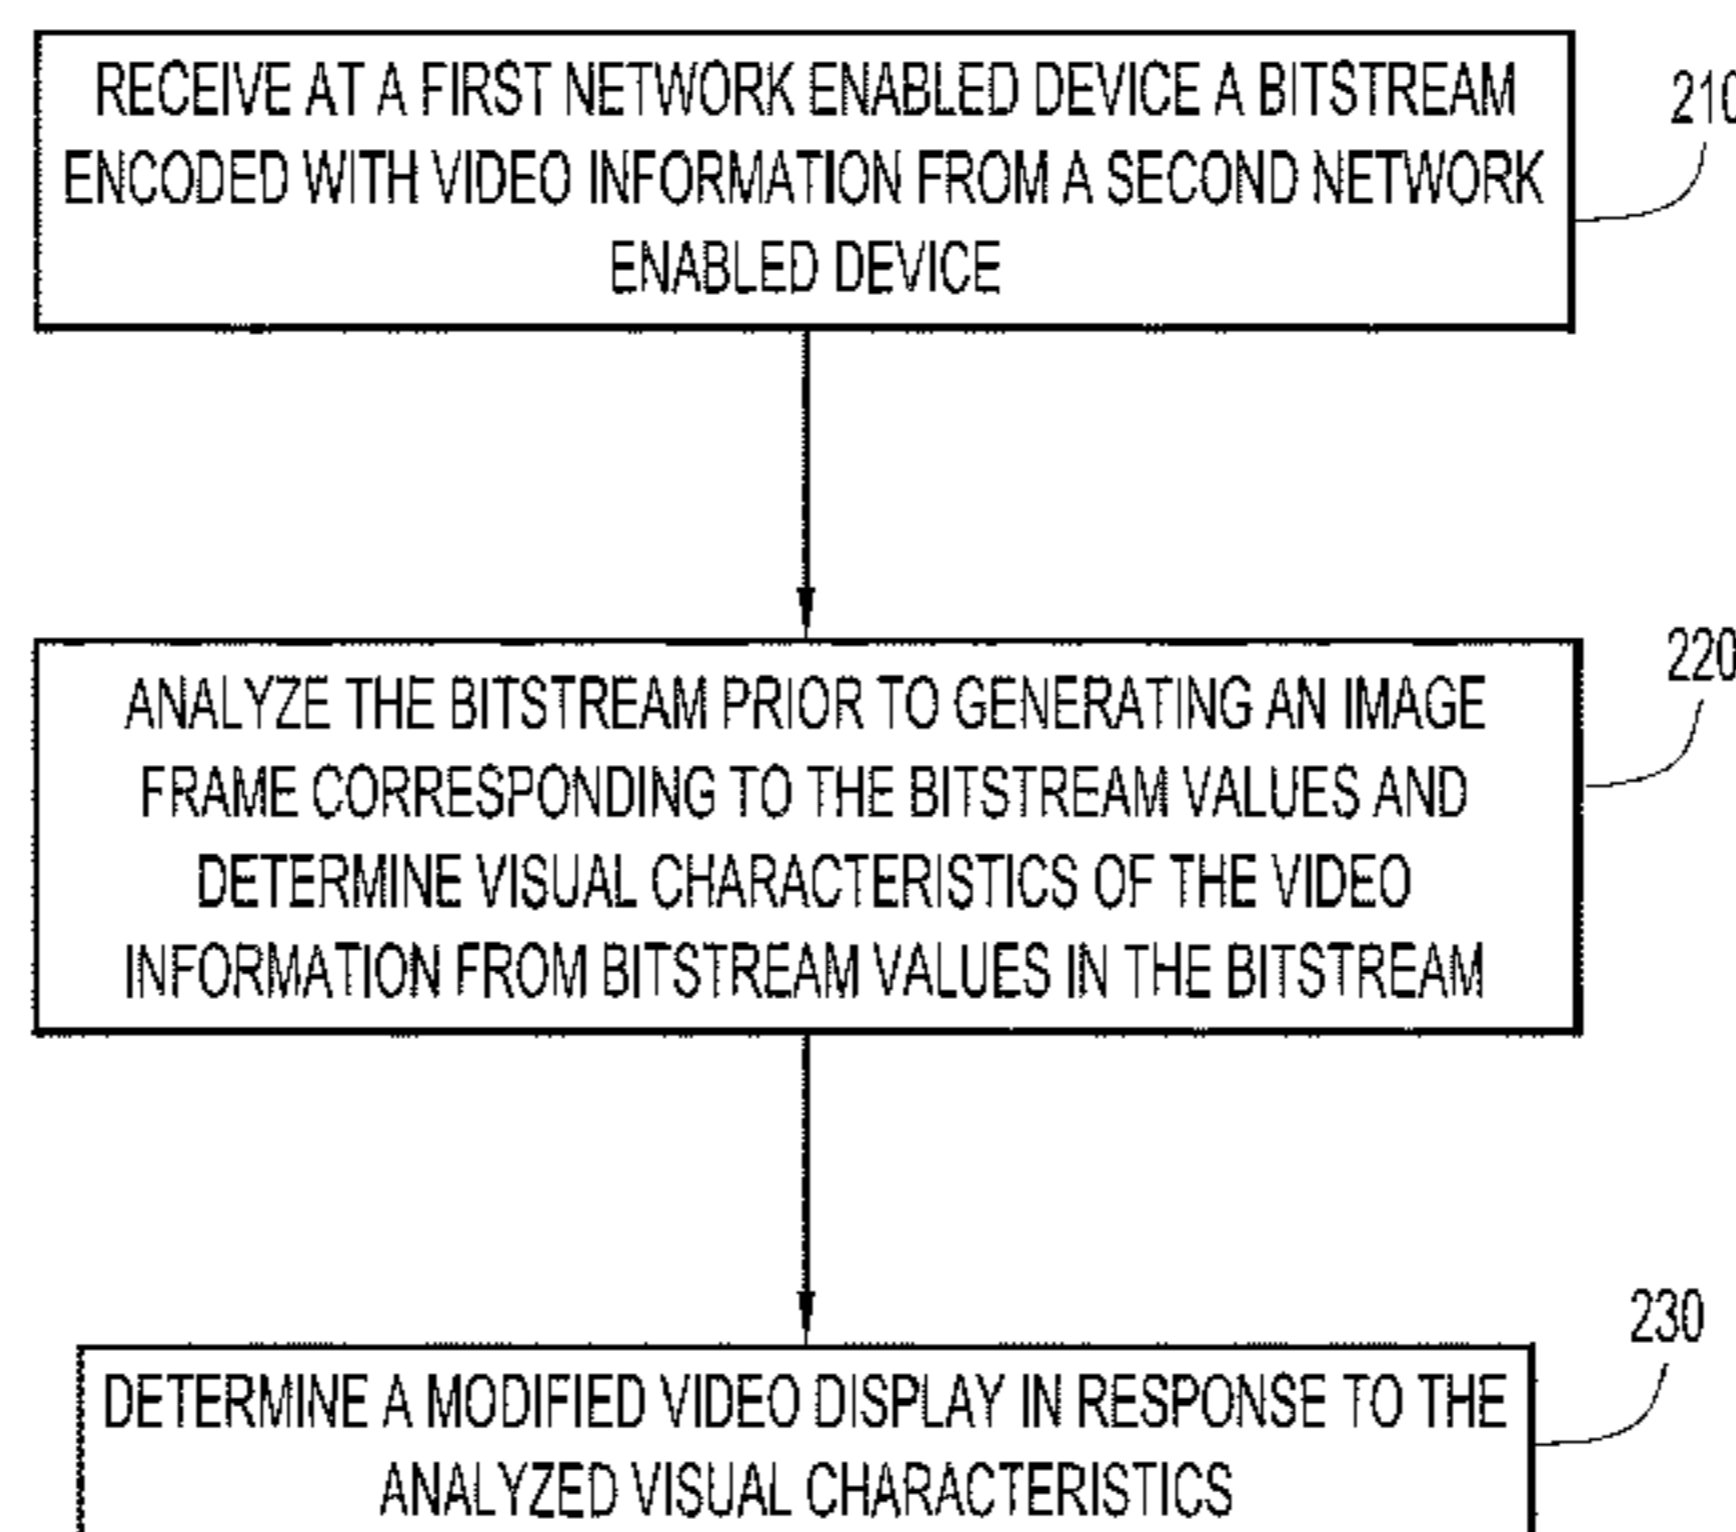 RECEIVE AT A FIRST NETWORK ENABLED DEVICE A BITSTREAM
ENCODED WITH VIDEO INFORMATION FROM A SECOND NETWORK
ENABLED DEVICE
210
ANALYZE THE BITSTREAM PRIOR TO GENERATING AN IMAGE
FRAME CORRESPONDING TO THE BITSTREAM VALUES AND
DETERMINE VISUAL CHARACTERISTICS OF THE VIDEO
INFORMATION FROM BITSTREAM VALUES IN THE BITSTREAM
220
DETERMINE A MODIFIED VIDEO DISPLAY IN RESPONSE TO THE
ANALYZED VISUAL CHARACTERISTICS
230